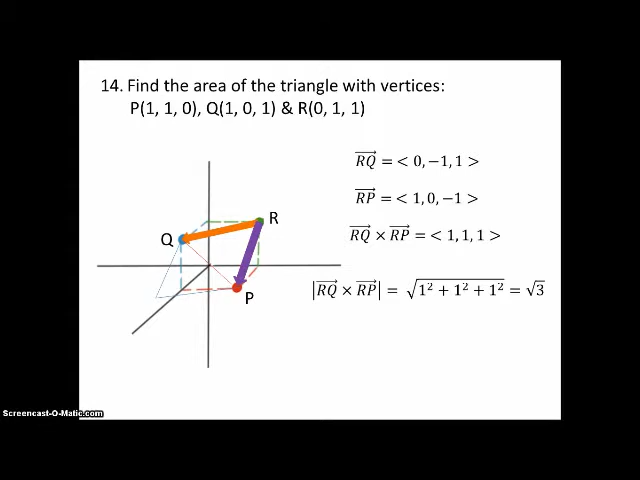 14. Find the area of the triangle with vertices:
P(1, 1, 0), Q(1, 0, 1) & R(0, 1, 1)
RQ⃗ = < 0, −1, 1 >
RP⃗ = < 1, 0, −1 >
RQ⃗ × RP⃗ = < 1, 1, 1 >
|RQ⃗ × RP⃗| = √(1² + 1² + 1²) = √3
R
Q
P
Screencast-O-Matic.com